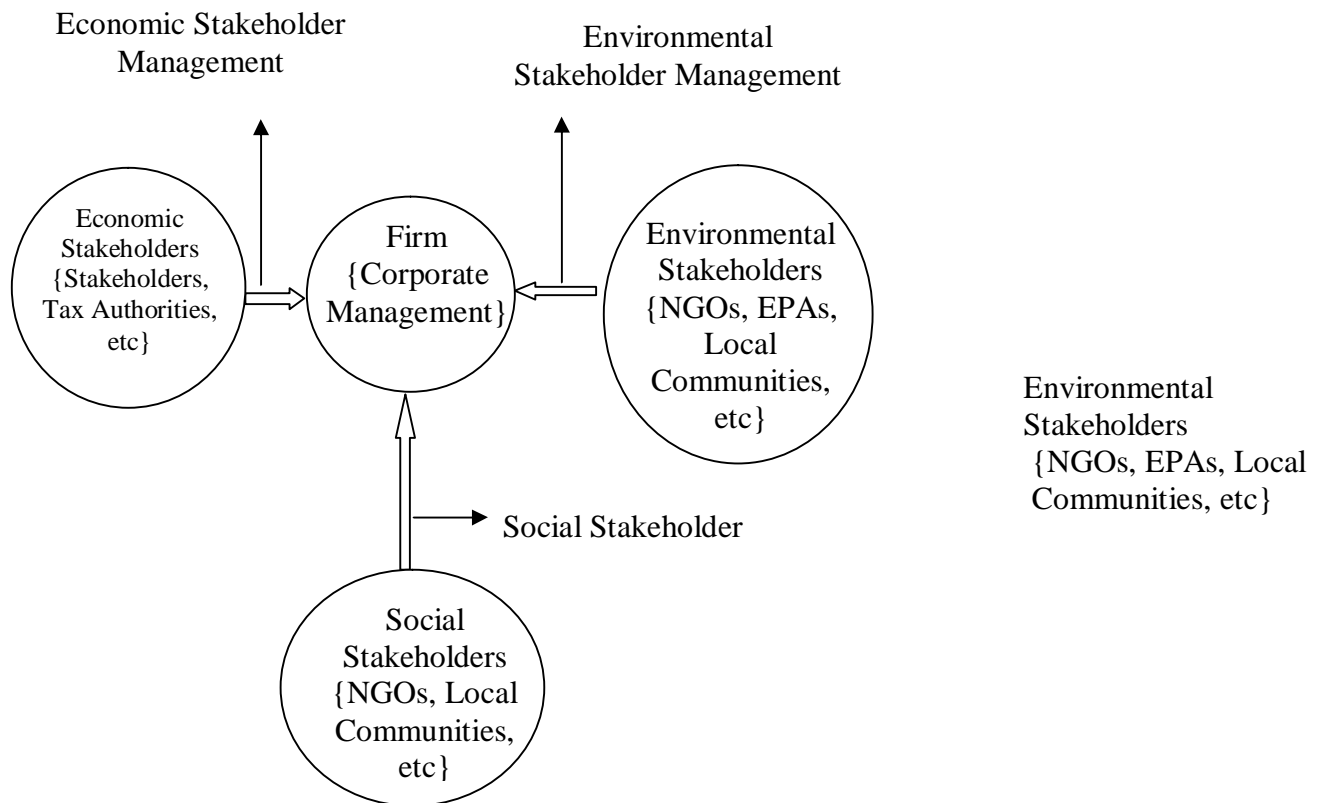 Economic Stakeholder
Management
Environmental
Stakeholder Management
Economic
Stakeholders
{Stakeholders,
Tax Authorities,
etc}
Firm
{Corporate
Management}
Environmental
Stakeholders
{NGOs, EPAs,
Local
Communities,
etc}
Environmental
Stakeholders
{NGOs, EPAs, Local
Communities, etc}
Social Stakeholder
Social
Stakeholders
{NGOs, Local
Communities,
etc}